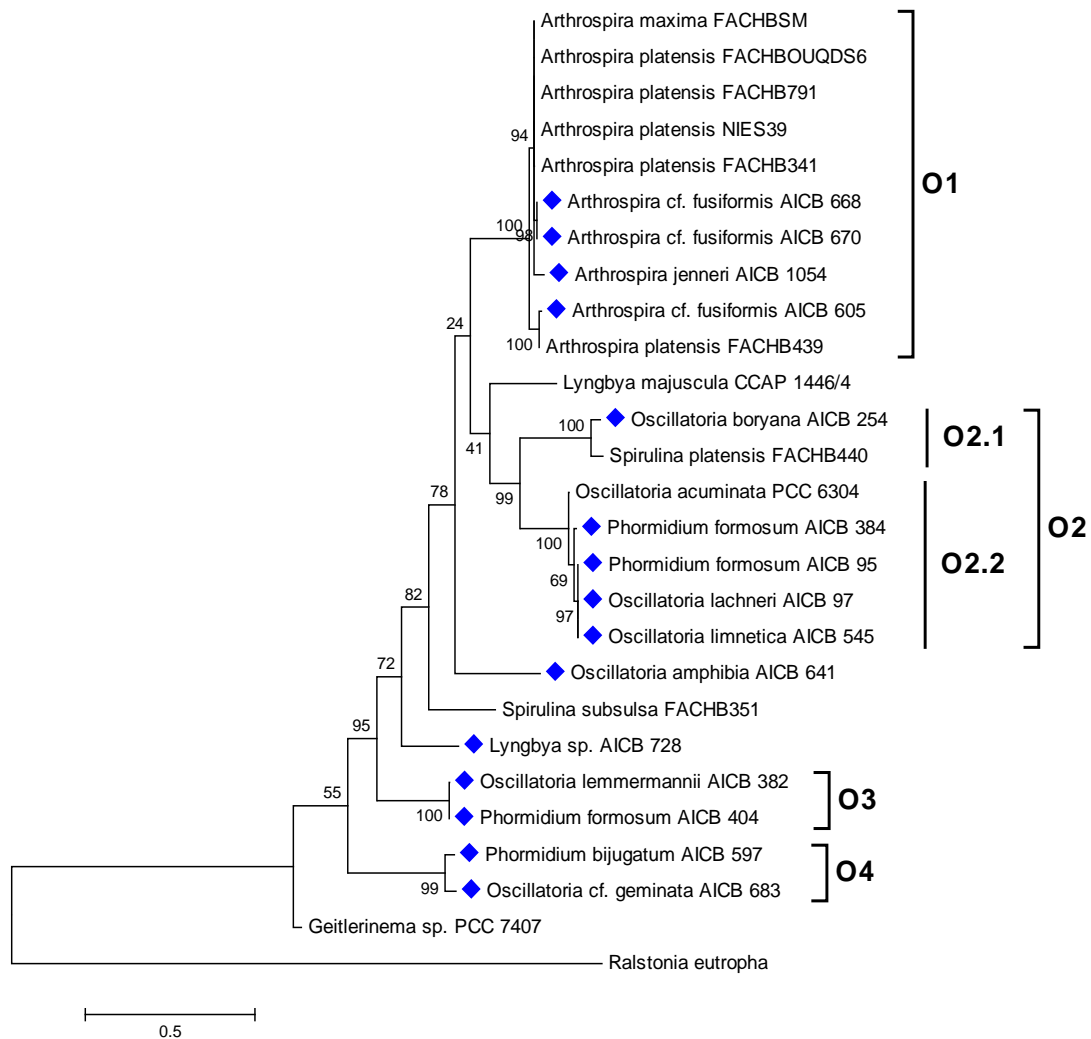 Arthrospira maxima FACHBSM
Arthrospira platensis FACHBOUQDS6
Arthrospira platensis FACHB791
Arthrospira platensis NIES39
94
Arthrospira platensis FACHB341
O1
Arthrospira cf. fusiformis AICB 668
100
98
Arthrospira cf. fusiformis AICB 670
Arthrospira jenneri AICB 1054
Arthrospira cf. fusiformis AICB 605
24
100
Arthrospira platensis FACHB439
Lyngbya majuscula CCAP 1446/4
Oscillatoria boryana AICB 254
100
O2.1
41
Spirulina platensis FACHB440
78
99
Oscillatoria acuminata PCC 6304
Phormidium formosum AICB 384
O2
100
Phormidium formosum AICB 95
O2.2
69
82
Oscillatoria lachneri AICB 97
97
Oscillatoria limnetica AICB 545
72
Oscillatoria amphibia AICB 641
Spirulina subsulsa FACHB351
95
Lyngbya sp. AICB 728
Oscillatoria lemmermannii AICB 382
55
O3
100
Phormidium formosum AICB 404
Phormidium bijugatum AICB 597
O4
99
Oscillatoria cf. geminata AICB 683
Geitlerinema sp. PCC 7407
Ralstonia eutropha
0.5